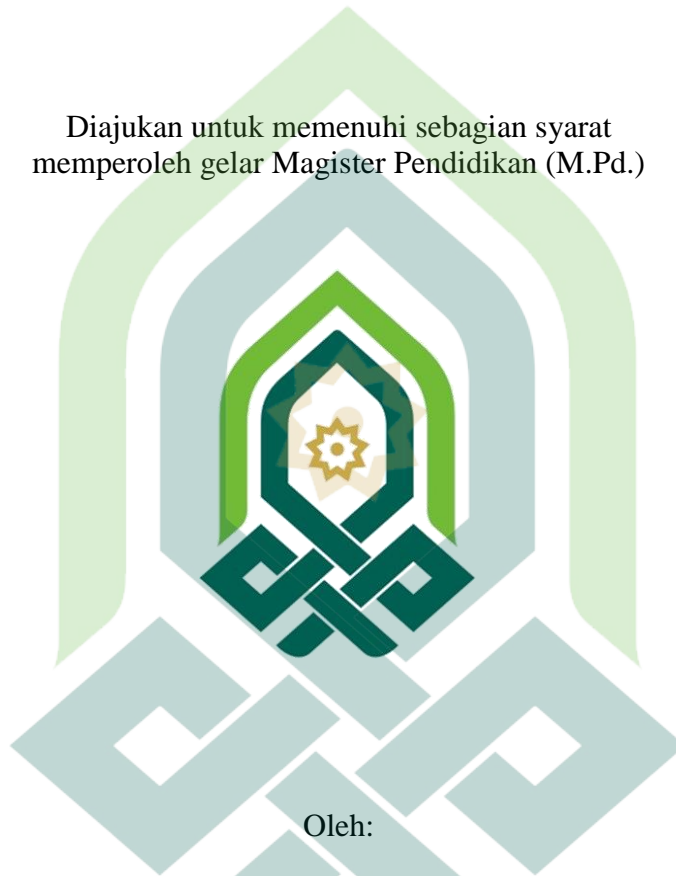 Diajukan untuk memenuhi sebagian syarat
memperoleh gelar Magister Pendidikan (M.Pd.)
Oleh: